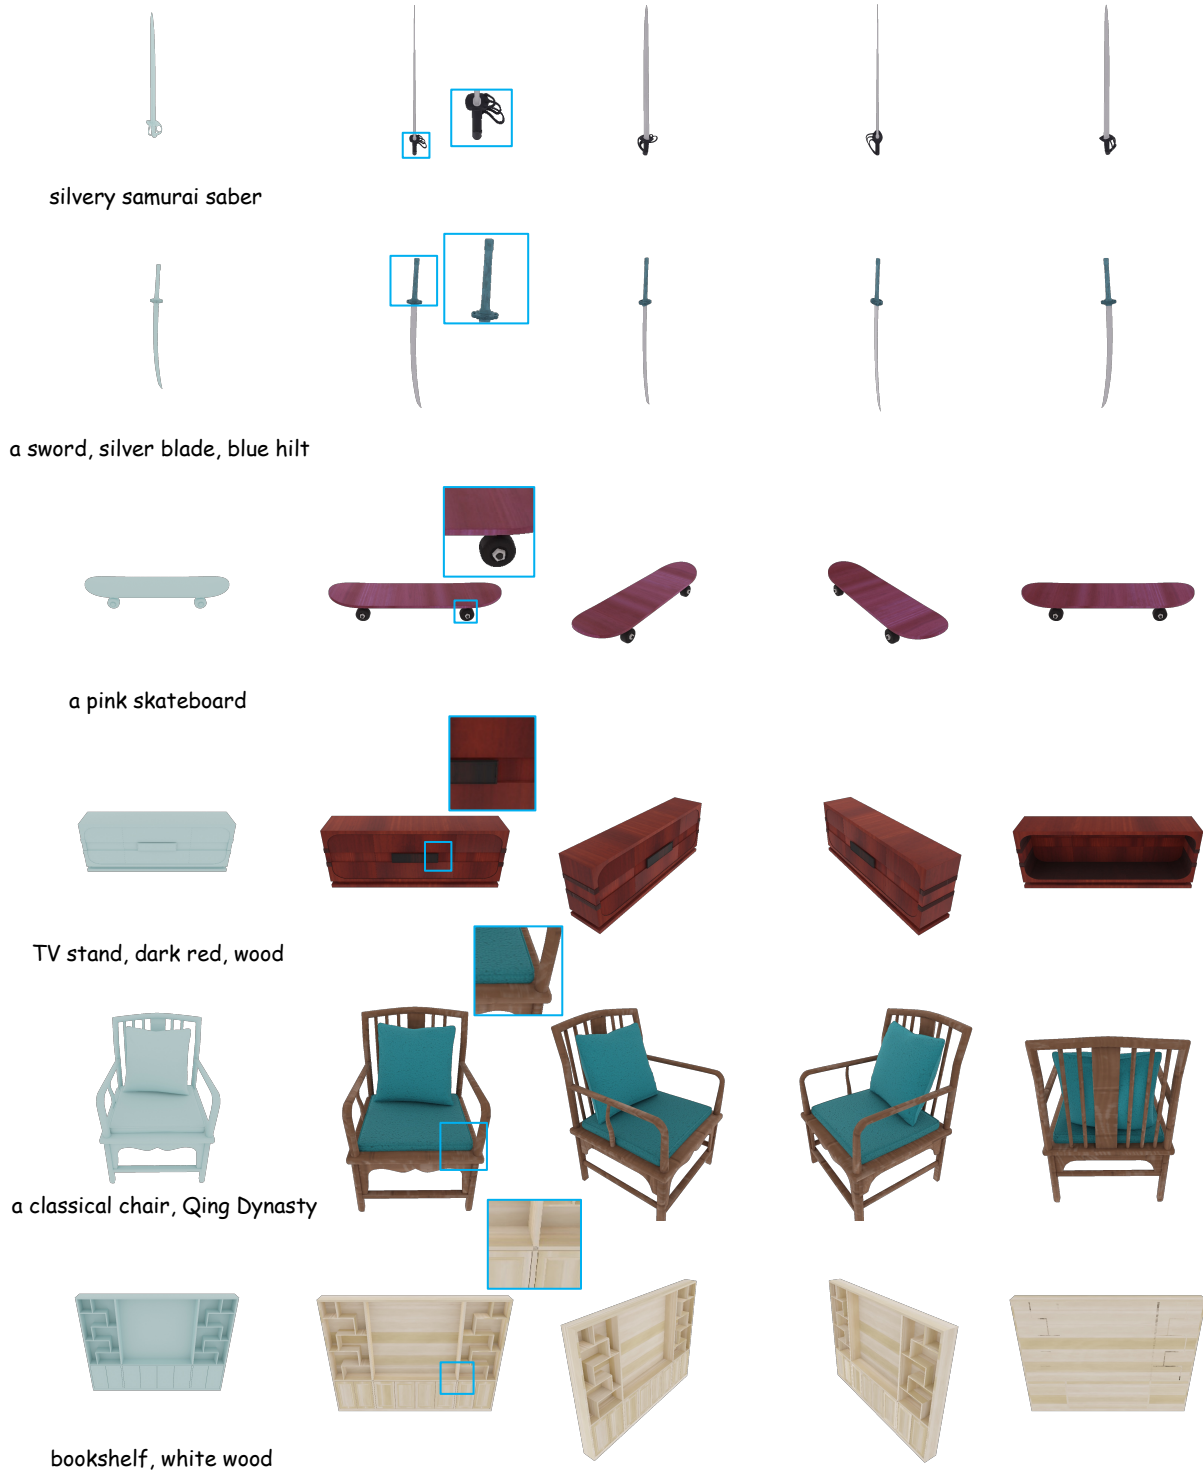 silvery samurai saber
a sword, silver blade, blue hilt
a pink skateboard
TV stand, dark red, wood
a classical chair, Qing Dynasty
bookshelf, white wood